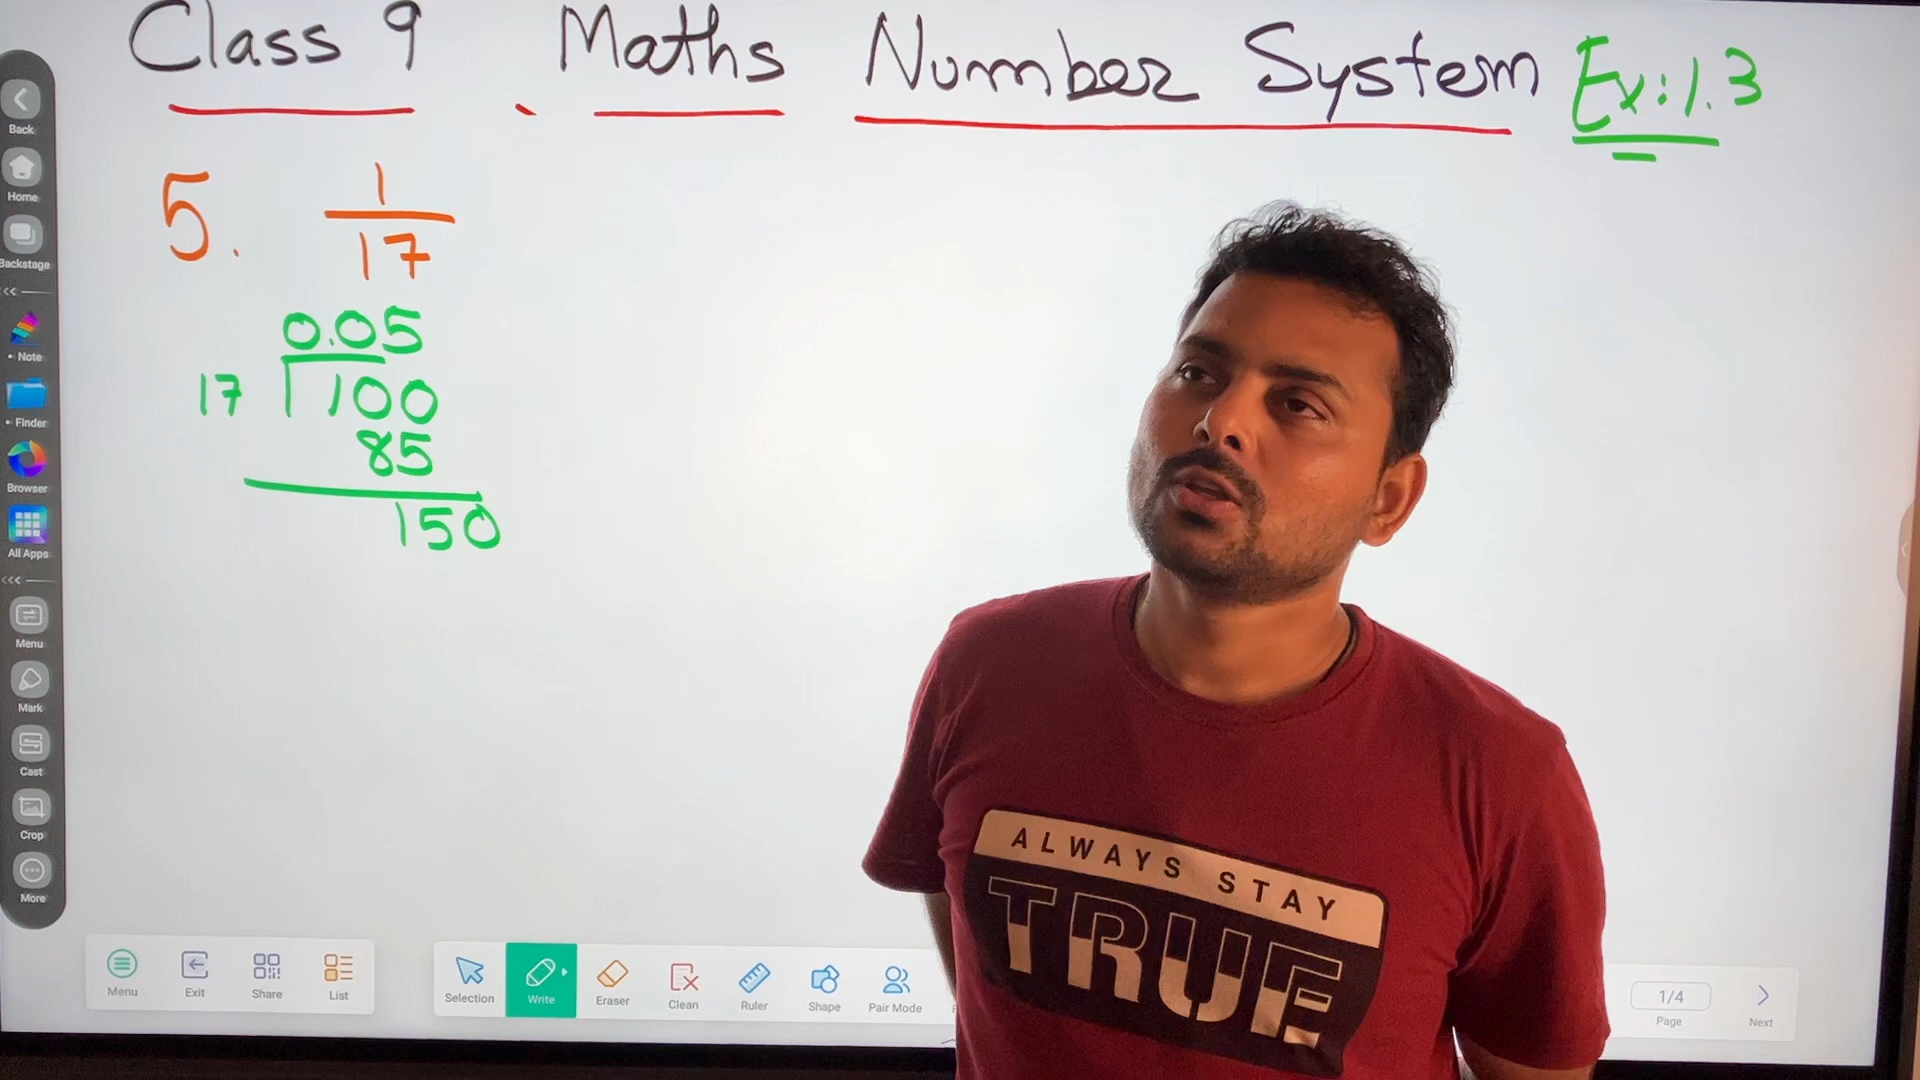 Class 9 Maths Number System Ex:1.3
5. 1
17
0.05
17 100
85
150
Back
Home
Backstage
Note
Finder
Browser
All Apps
Menu
Mark
Cast
Crop
More
ALWAYS STAY
TRUE
Menu Exit Share List Selection Write Eraser Clean Ruler Shape Pair Mode
1/4
Page Next